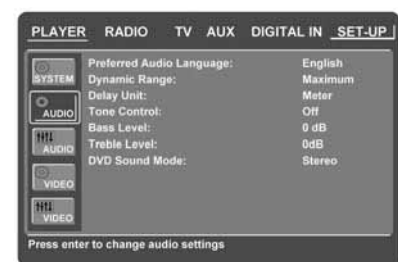 PLAYER RADIO TV AUX DIGITAL IN SET-UP
SYSTEM
AUDIO
AUDIO
VIDEO
VIDEO
Preferred Audio Language: English
Dynamic Range: Maximum
Delay Unit: Meter
Tone Control: Off
Bass Level: 0 dB
Treble Level: 0dB
DVD Sound Mode: Stereo
Press enter to change audio settings